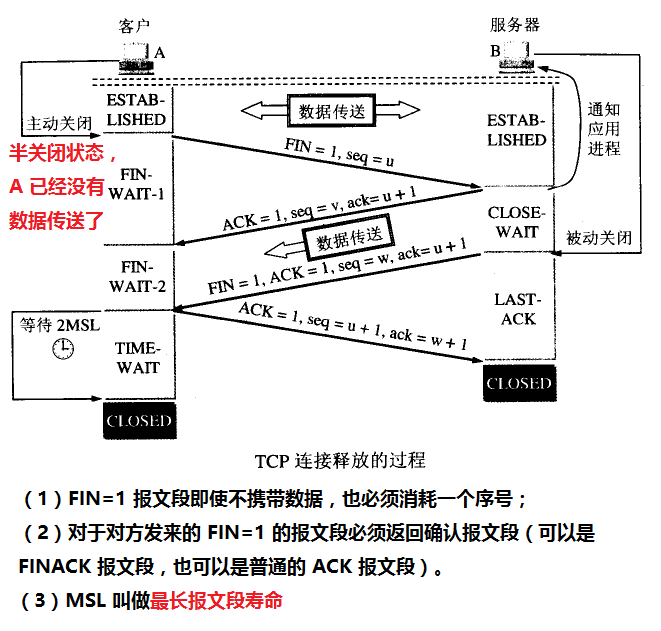 客户
服务器
A
B
ESTAB-
LISHED
数据传送
ESTAB-
LISHED
通知
应用
进程
主动关闭
FIN = 1, seq = u
半关闭状态，
A 已经没有
数据传送了
FIN-
WAIT-1
ACK = 1, seq = v, ack= u + 1
CLOSE-
WAIT
数据传送
被动关闭
FIN-
WAIT-2
FIN = 1, ACK = 1, seq = w, ack= u + 1
LAST-
ACK
等待 2MSL
ACK = 1, seq = u + 1, ack = w + 1
TIME-
WAIT
CLOSED
CLOSED
TCP 连接释放的过程
（1）FIN=1 报文段即使不携带数据，也必须消耗一个序号；
（2）对于对方发来的 FIN=1 的报文段必须返回确认报文段（可以是
FINACK 报文段，也可以是普通的 ACK 报文段）。
（3）MSL 叫做最长报文段寿命